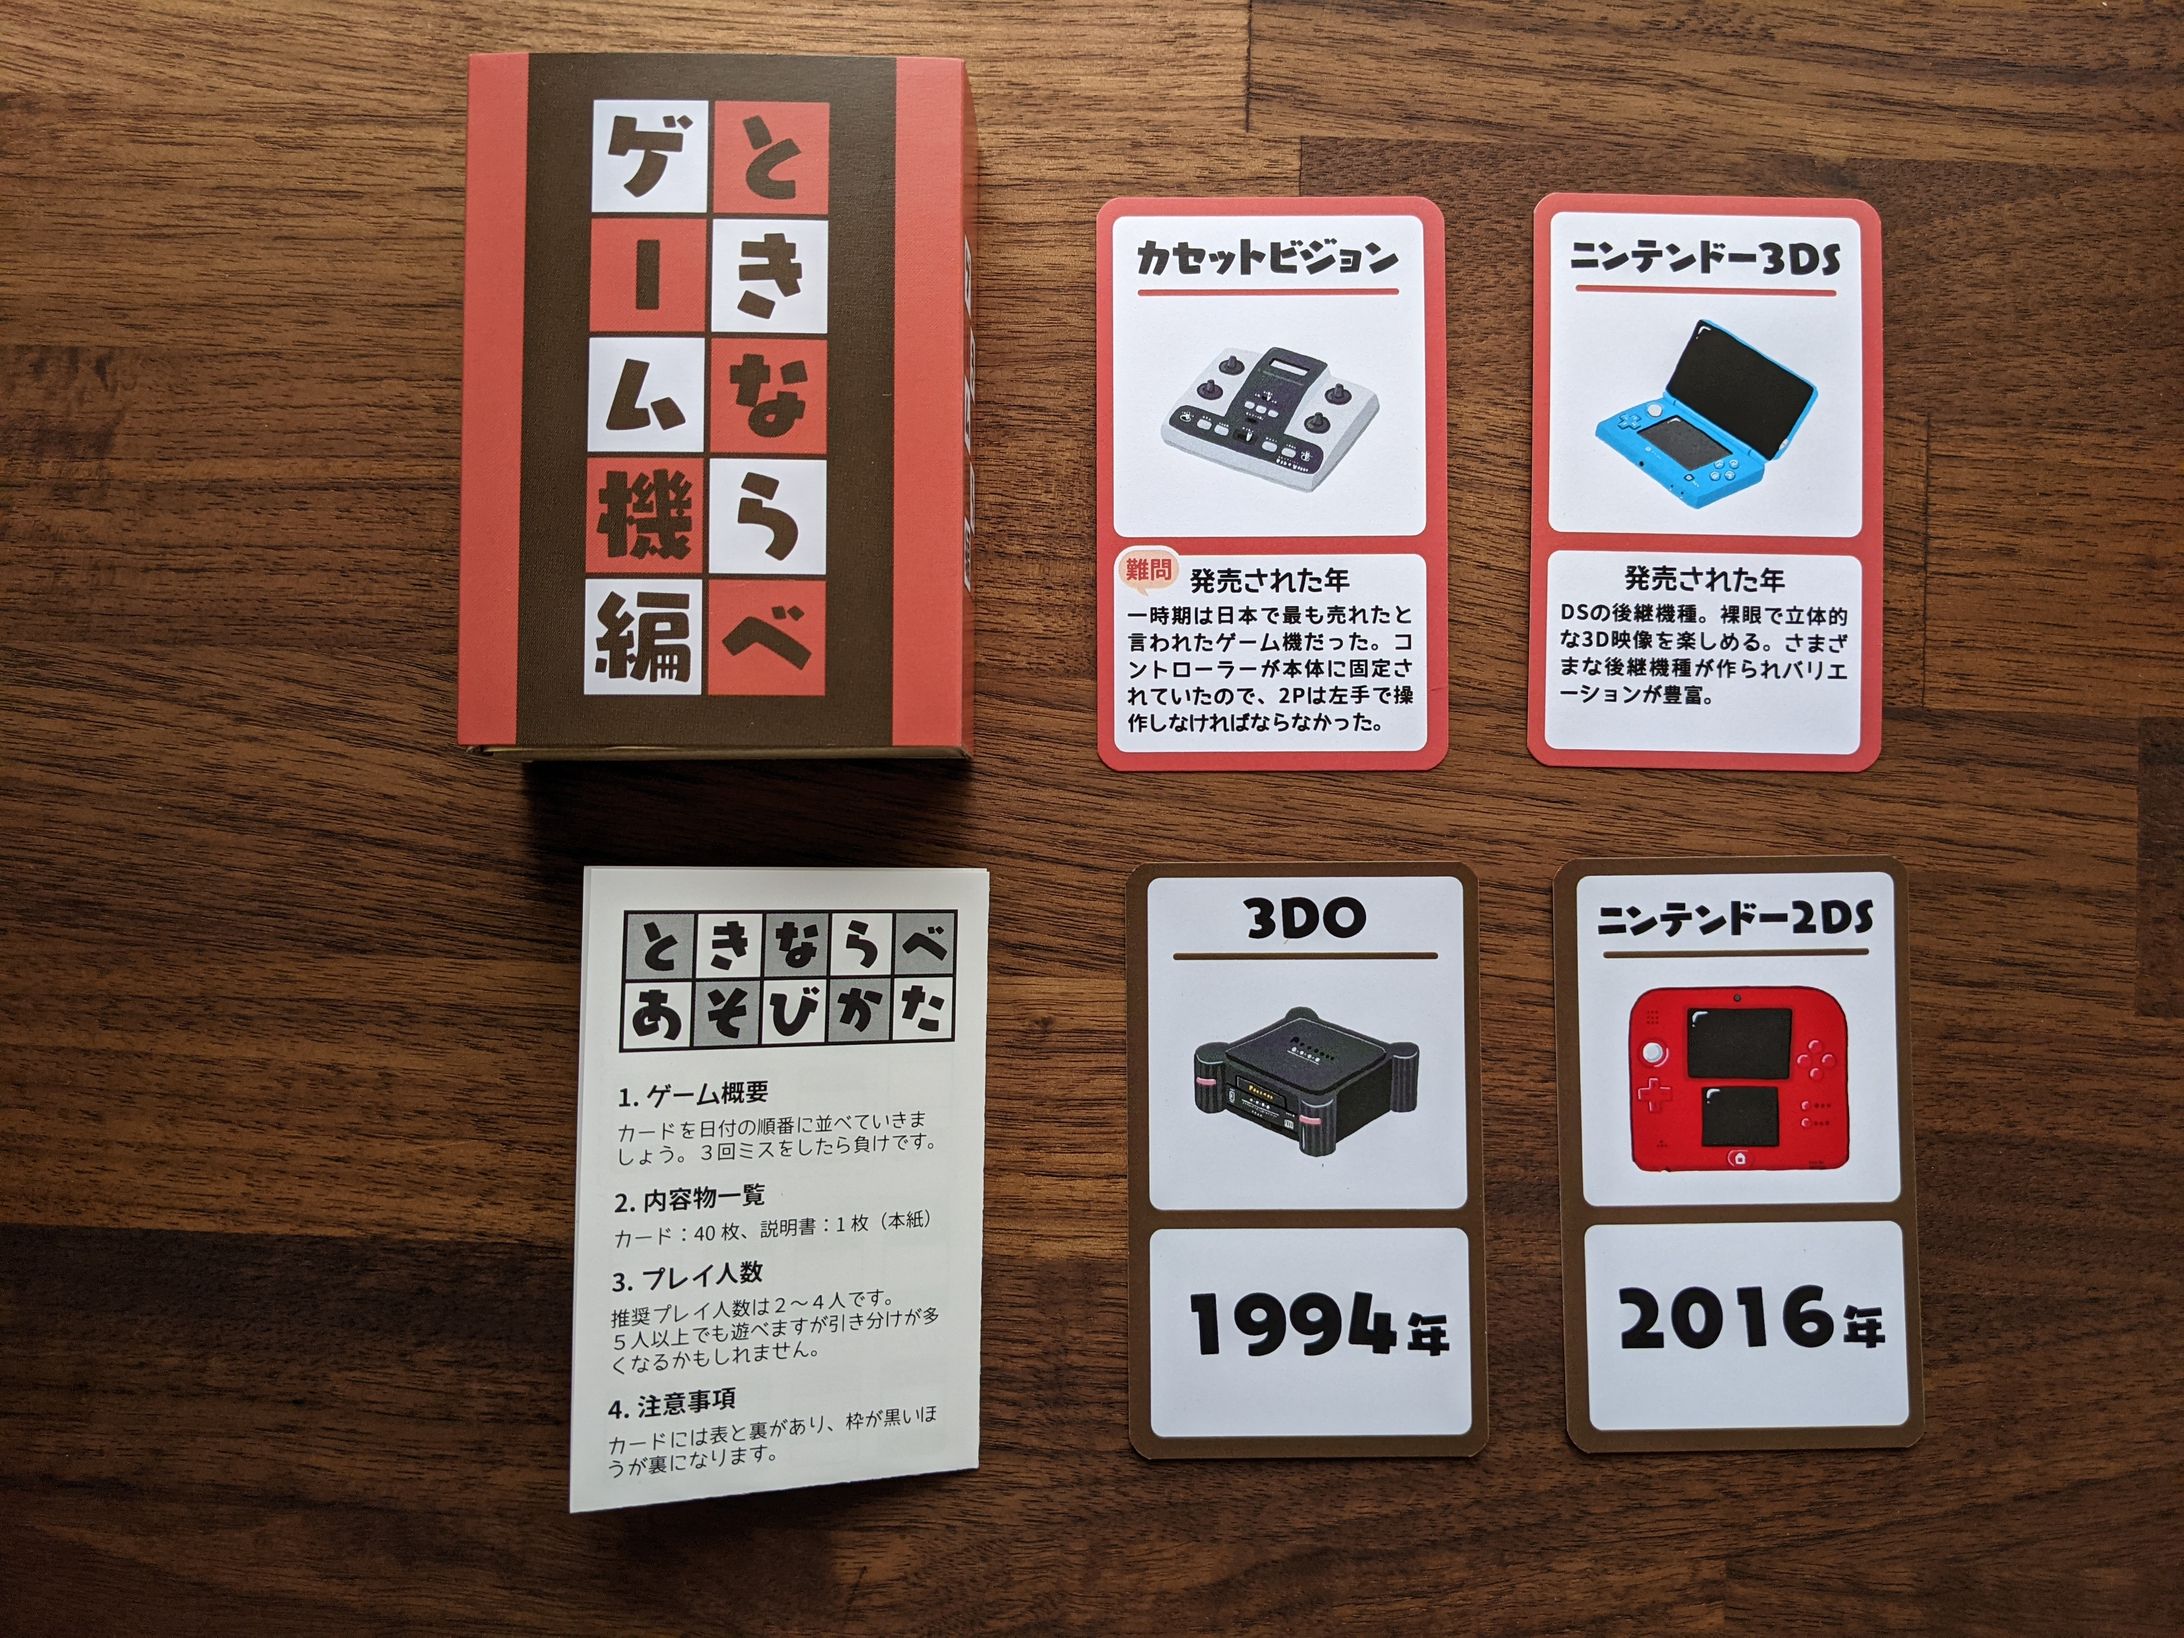 ときならべ
ゲーム機編
カセットビジョン
難問
発売された年
一時期は日本で最も売れたと
言われたゲーム機だった。コ
ントローラーが本体に固定さ
れていたので、2Pは左手で操
作しなければならなかった。
ニンテンドー3DS
発売された年
DSの後継機種。裸眼で立体的
な3D映像を楽しめる。さまざ
まな後継機種が作られバリエ
ーションが豊富。
ときならべ
あそびかた
1. ゲーム概要
カードを日付の順番に並べていきま
しょう。３回ミスをしたら負けです。
2. 内容物一覧
カード：40 枚、説明書：1 枚（本紙）
3. プレイ人数
推奨プレイ人数は２～４人です。
５人以上でも遊べますが引き分けが多
くなるかもしれません。
4. 注意事項
カードには表と裏があり、枠が黒いほ
うが裏になります。
3DO
1994年
ニンテンドー2DS
2016年